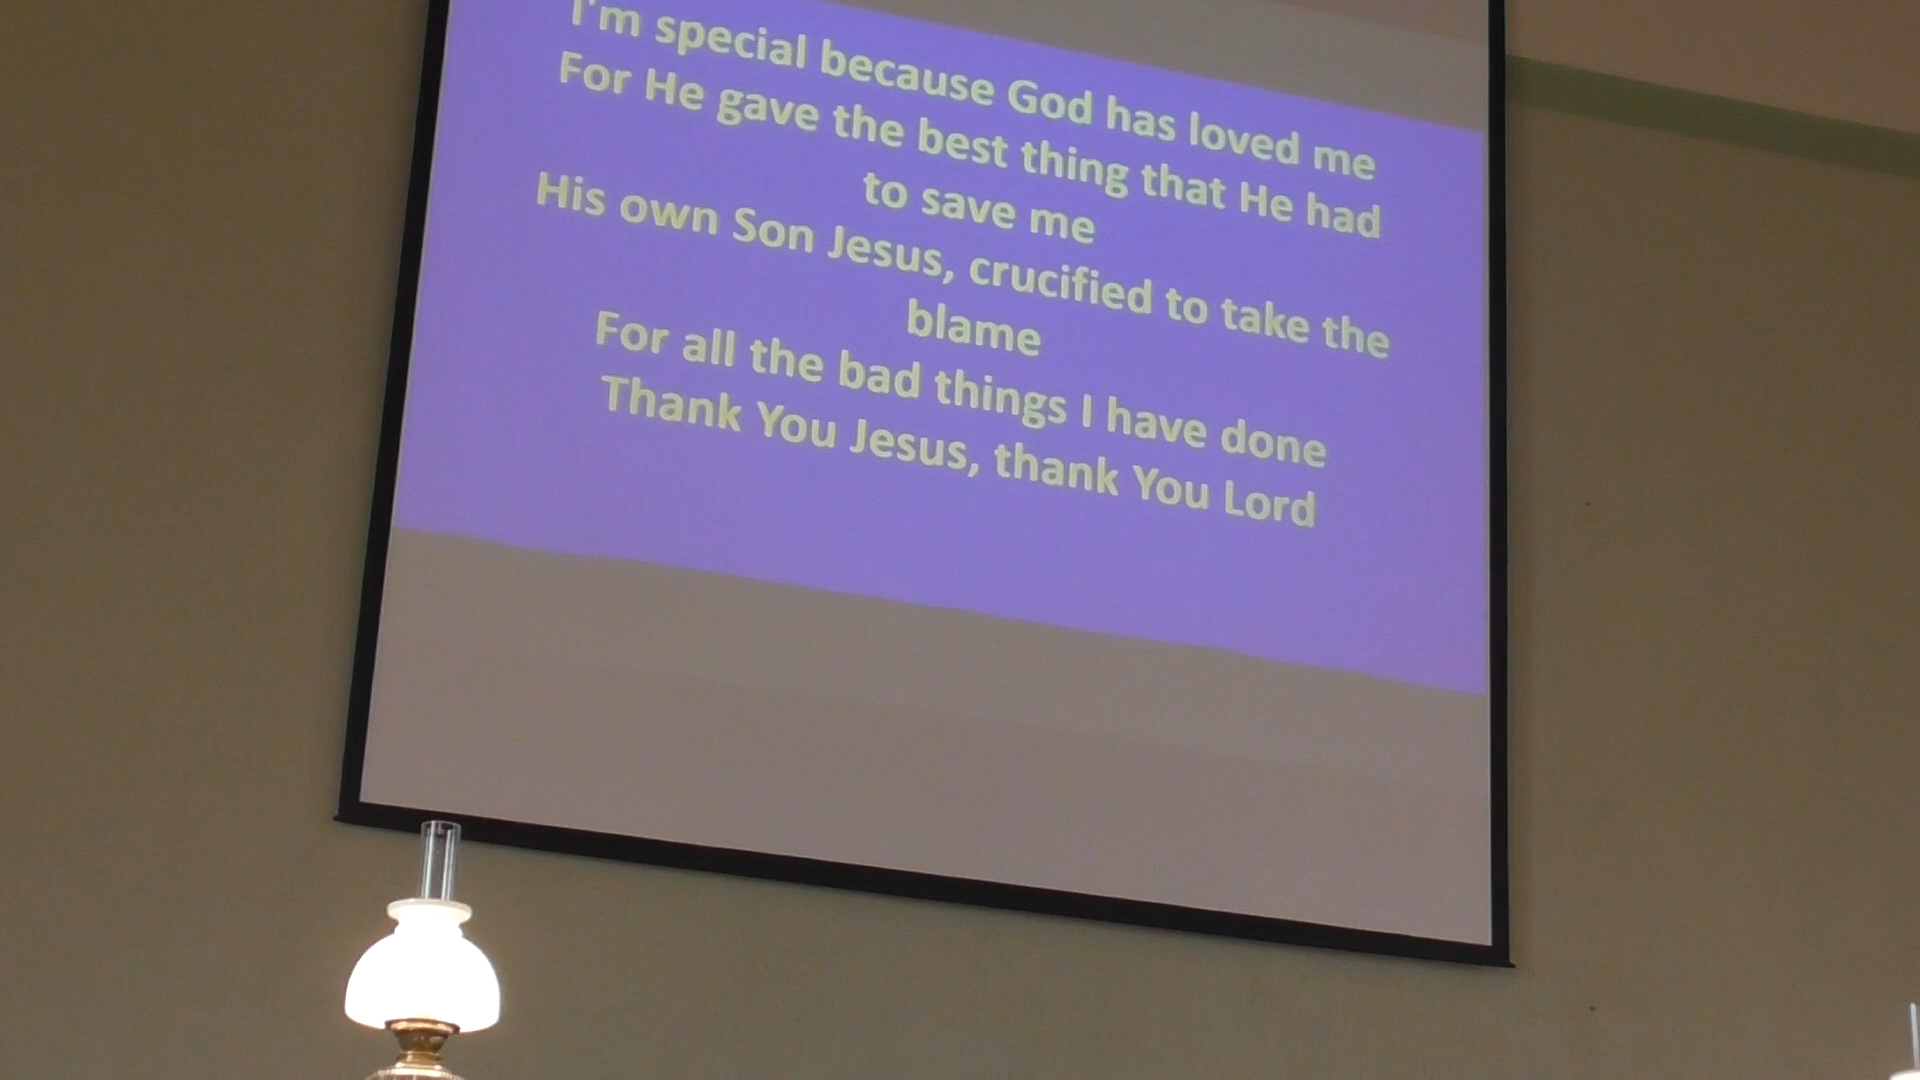 I'm special because God has loved me
For He gave the best thing that He had
to save me
His own Son Jesus, crucified to take the
blame
For all the bad things I have done
Thank You Jesus, thank You Lord